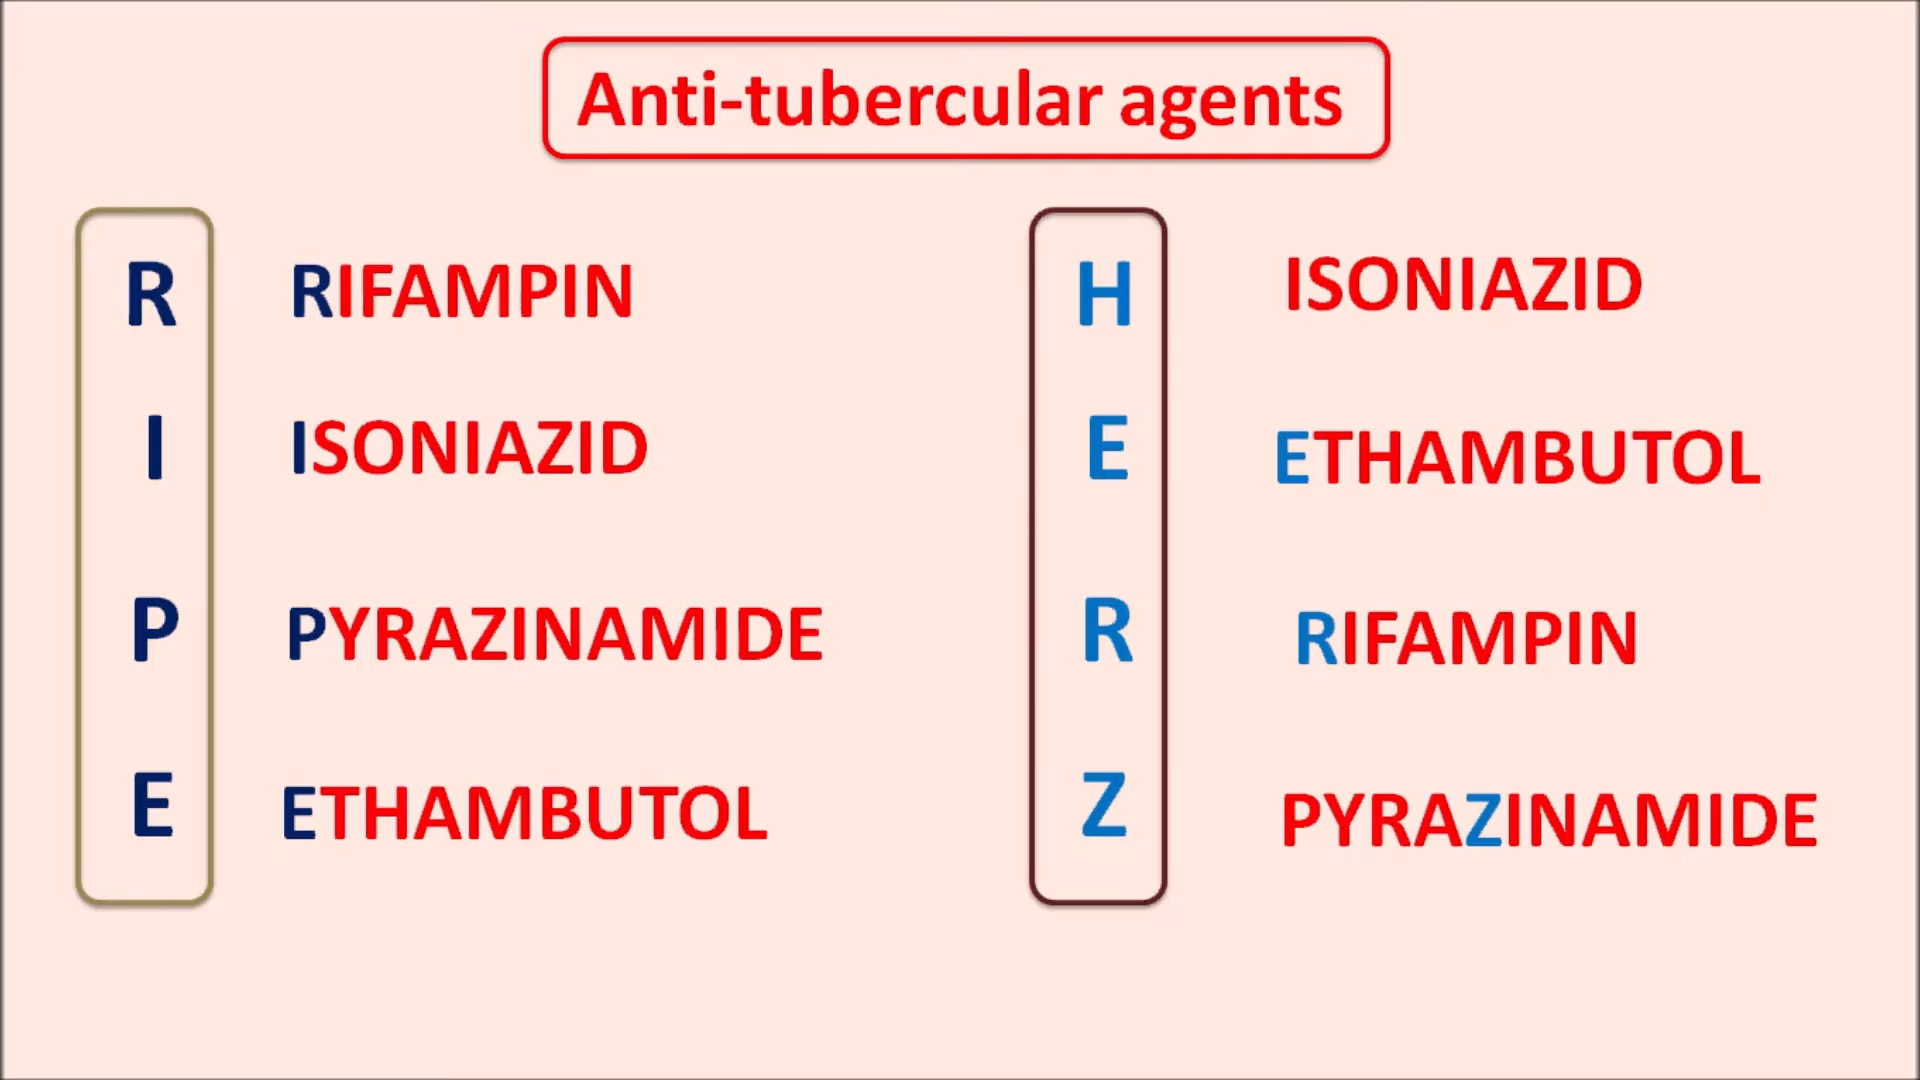 Anti-tubercular agents
R RIFAMPIN
I ISONIAZID
P PYRAZINAMIDE
E ETHAMBUTOL
H ISONIAZID
E ETHAMBUTOL
R RIFAMPIN
Z PYRAZINAMIDE